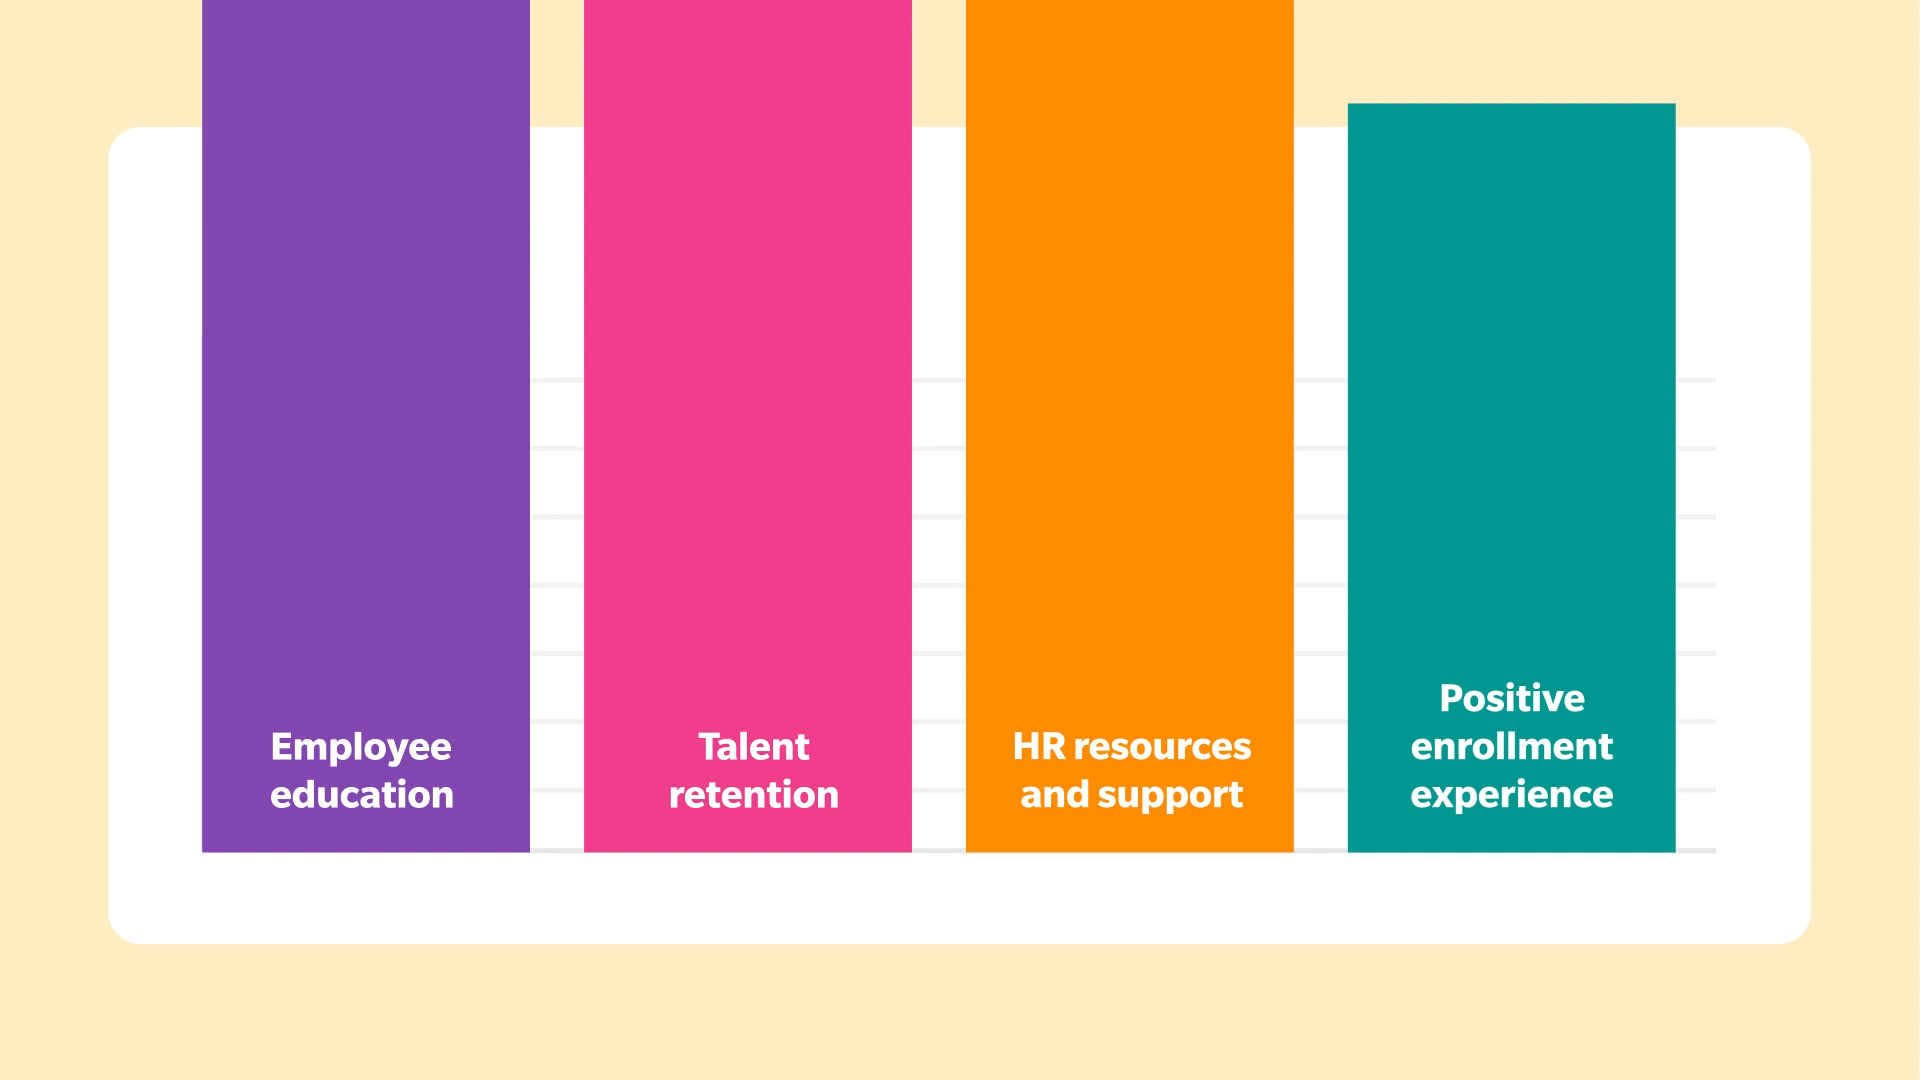 Employee
education
Talent
retention
HR resources
and support
Positive
enrollment
experience